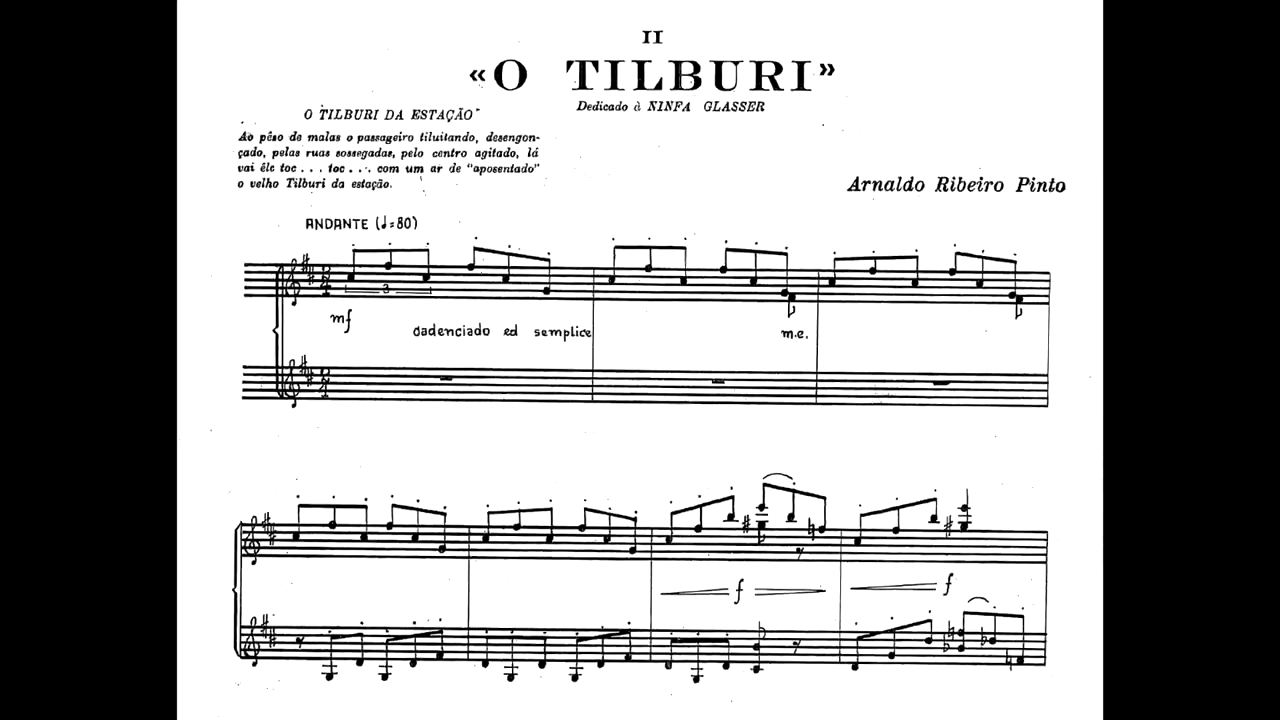 II
«O TILBURI»
Dedicado à NINFA GLASSER
O TILBURI DA ESTAÇÃO"
Ao pêso de malas o passageiro tiluitando, desengon-
çado, pelas ruas sossegadas, pelo centro agitado, lá
vai êle toc . . . toc . . . com um ar de "aposentado"
o velho Tilburi da estação.
Arnaldo Ribeiro Pinto
ANDANTE (♩=80)
3
mf
cadenciado ed semplice
m.e.
f
f